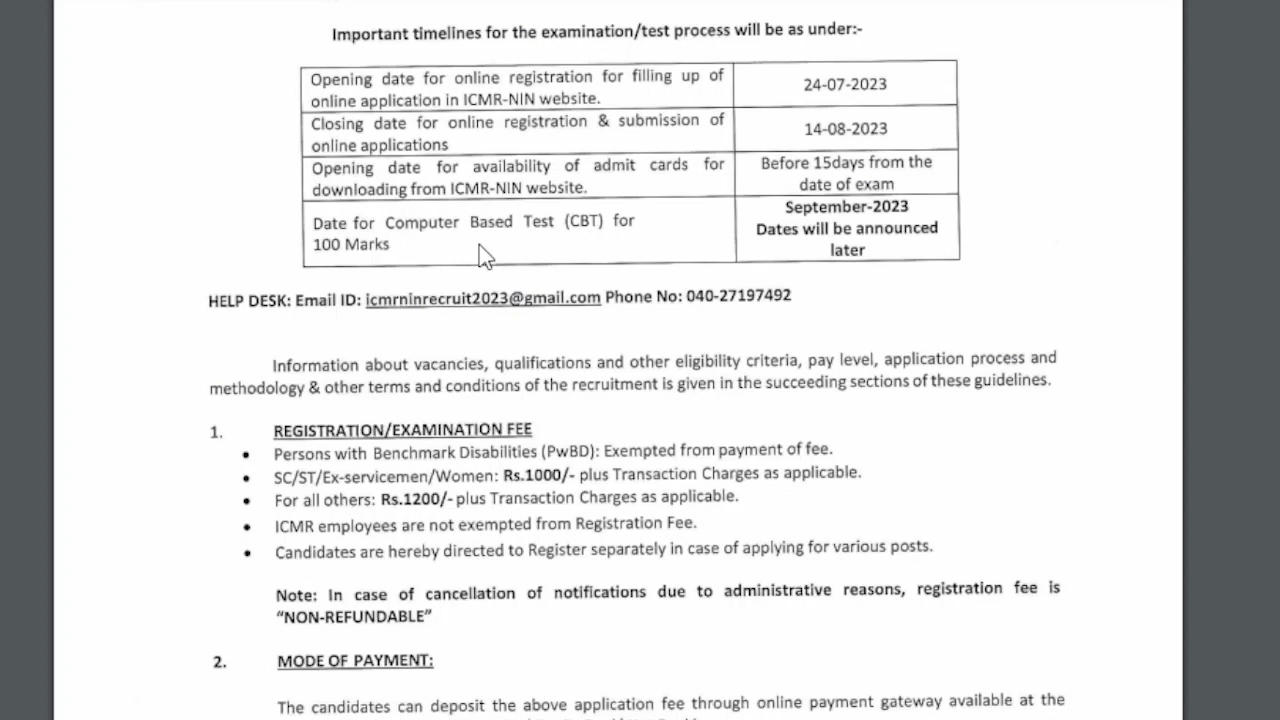 Important timelines for the examination/test process will be as under:-
Opening date for online registration for filling up of
online application in ICMR-NIN website.
24-07-2023
Closing date for online registration & submission of
online applications
14-08-2023
Opening date for availability of admit cards for
downloading from ICMR-NIN website.
Before 15days from the
date of exam
Date for Computer Based Test (CBT) for
100 Marks
September-2023
Dates will be announced
later
HELP DESK: Email ID: icmrninrecruit2023@gmail.com Phone No: 040-27197492
Information about vacancies, qualifications and other eligibility criteria, pay level, application process and
methodology & other terms and conditions of the recruitment is given in the succeeding sections of these guidelines.
1. REGISTRATION/EXAMINATION FEE
• Persons with Benchmark Disabilities (PwBD): Exempted from payment of fee.
• SC/ST/Ex-servicemen/Women: Rs.1000/- plus Transaction Charges as applicable.
• For all others: Rs.1200/- plus Transaction Charges as applicable.
• ICMR employees are not exempted from Registration Fee.
• Candidates are hereby directed to Register separately in case of applying for various posts.
Note: In case of cancellation of notifications due to administrative reasons, registration fee is
“NON-REFUNDABLE”
2. MODE OF PAYMENT:
The candidates can deposit the above application fee through online payment gateway available at the